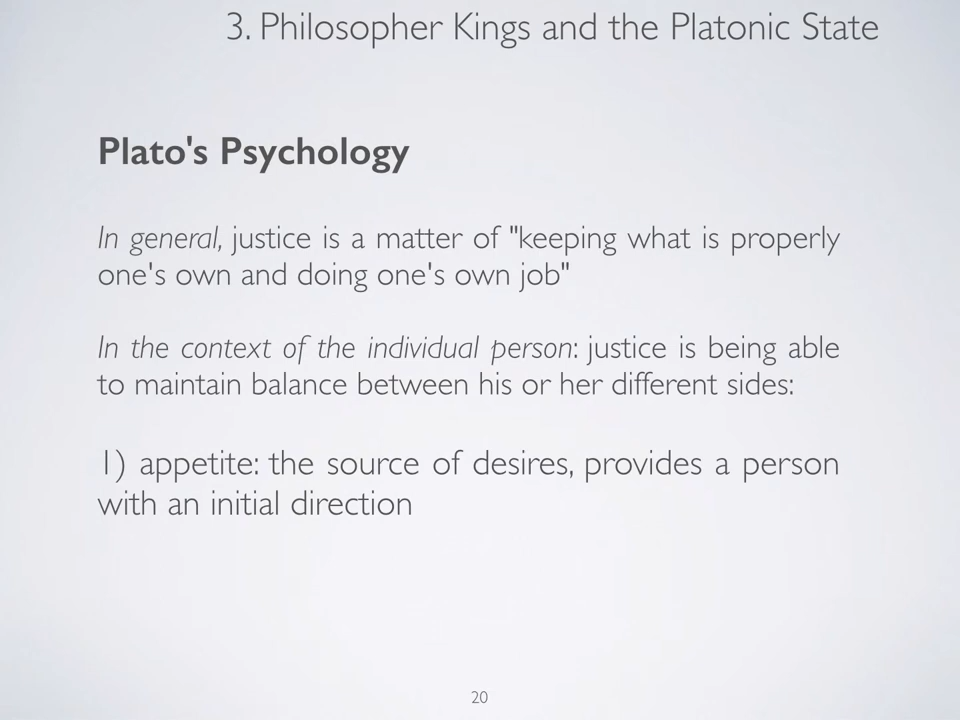 3. Philosopher Kings and the Platonic State
Plato's Psychology
In general, justice is a matter of "keeping what is properly
one's own and doing one's own job"
In the context of the individual person: justice is being able
to maintain balance between his or her different sides:
1) appetite: the source of desires, provides a person
with an initial direction
20